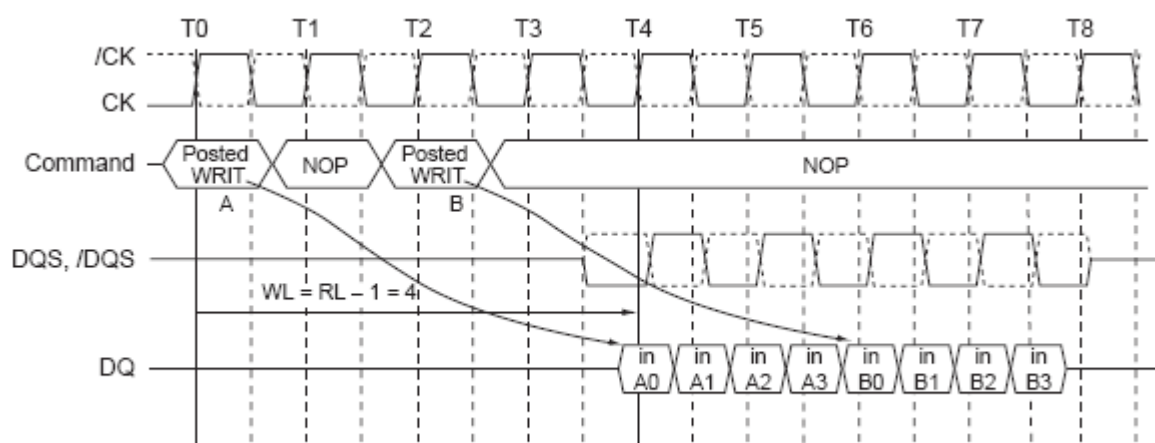 T0 T1 T2 T3 T4 T5 T6 T7 T8
/CK
CK
Command
Posted
WRIT
A
NOP
Posted
WRIT
B
NOP
DQS, /DQS
WL = RL – 1 = 4
DQ
in
A0
in
A1
in
A2
in
A3
in
B0
in
B1
in
B2
in
B3